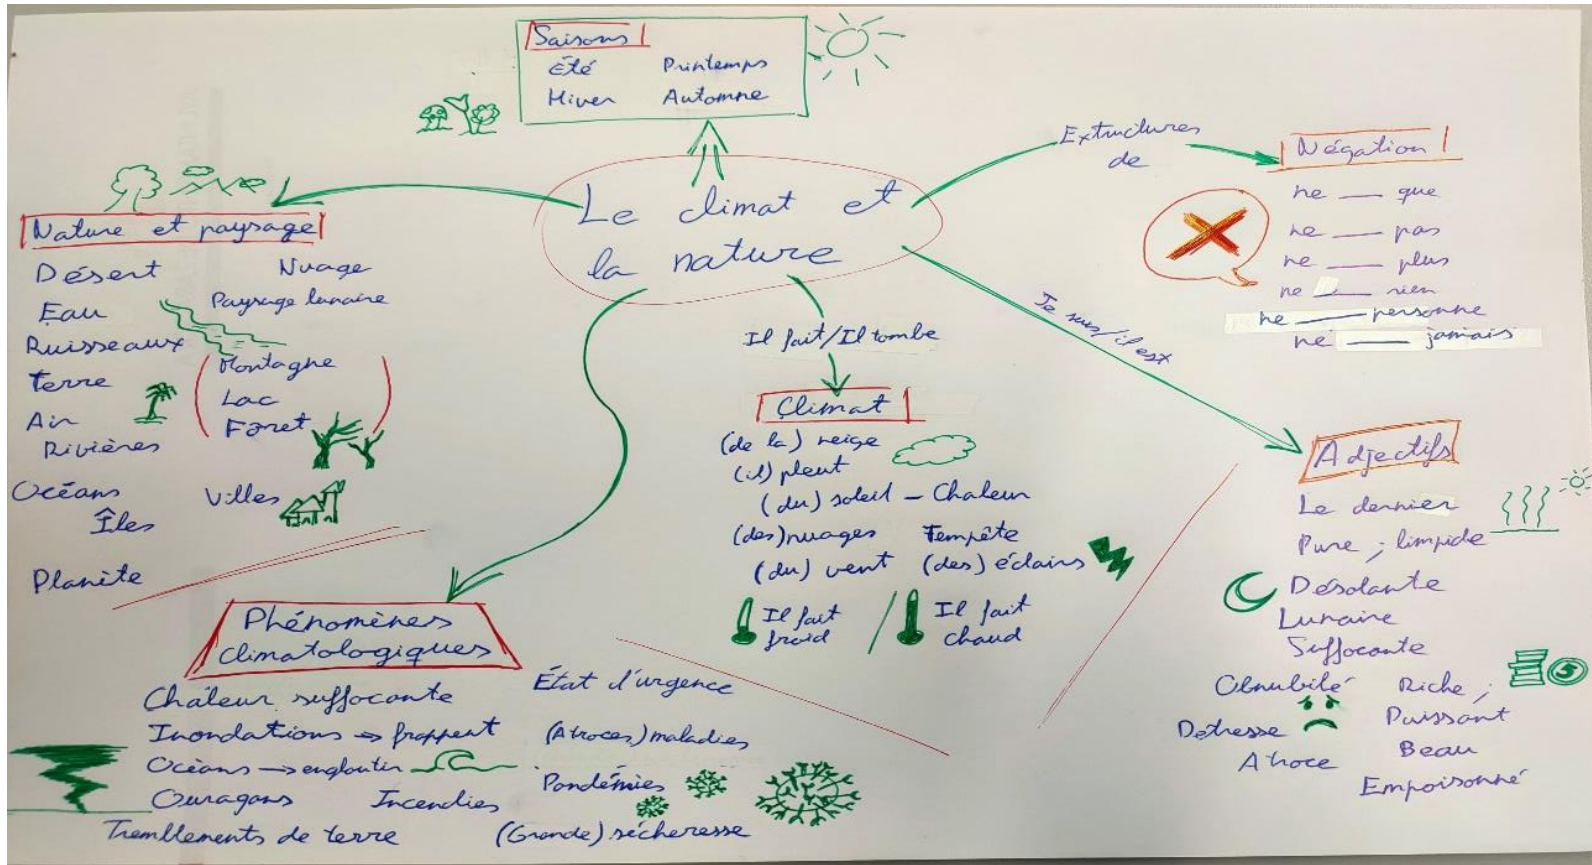 Saisons
Été Printemps
Hiver Automne
Le climat et
la nature
Extructures
de
Négation
ne — que
ne — pas
ne — plus
ne — rien
ne — personne
ne — jamais
Nature et paysage
Désert Nuage
Eau Paysage lunaire
Ruisseaux
Terre Montagne
Air Lac
Rivières Fôret
Océans Villes
Îles
Planète
Il fait/Il tombe
Climat
(de la) neige
(il) pleut
(du) soleil – Chaleur
(des) nuages Tempête
(du) vent (des) éclairs
Il fait
froid
/ Il fait
chaud
Je suis/il est
Adjectifs
Le dernier
Pure ; limpide
Désolante
Lunaire
Suffocante
Obnubilé Riche ;
Détresse Puissant
Atroce Beau
Empoisonné
5
Phénomènes
climatologiques
Chaleur suffocante
Inondations → frappent
Océans → engloutir
Ouragans Incendies
Tremblements de terre
État d'urgence
(Atroces) maladies
Pandémies
(Grande) sécheresse